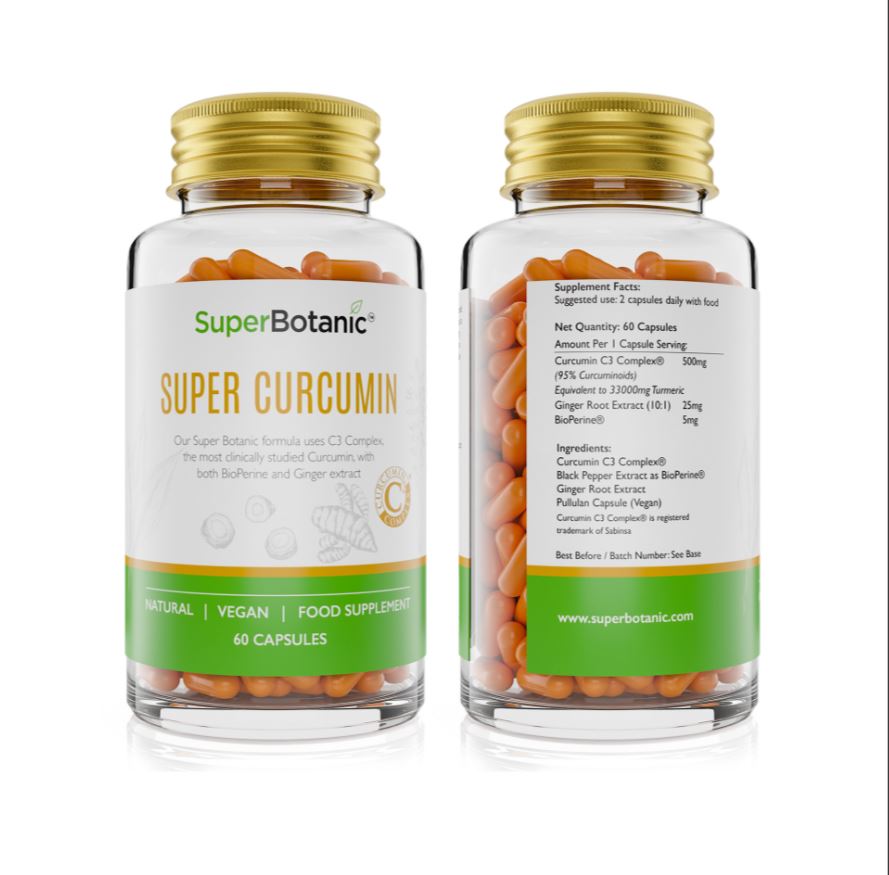 SuperBotanic™
SUPER CURCUMIN
Our Super Botanic formula uses C3 Complex,
the most clinically studied Curcumin, with
both BioPerine and Ginger extract
CURCUMIN
C3
COMPLEX
NATURAL | VEGAN | FOOD SUPPLEMENT
60 CAPSULES
Supplement Facts:
Suggested use: 2 capsules daily with food
Net Quantity: 60 Capsules
Amount Per 1 Capsule Serving:
Curcumin C3 Complex® 500mg
(95% Curcuminoids)
Equivalent to 33000mg Turmeric
Ginger Root Extract (10:1) 25mg
BioPerine® 5mg
Ingredients:
Curcumin C3 Complex®
Black Pepper Extract as BioPerine®
Ginger Root Extract
Pullulan Capsule (Vegan)
Curcumin C3 Complex® is registered
trademark of Sabinsa
Best Before / Batch Number: See Base
www.superbotanic.com